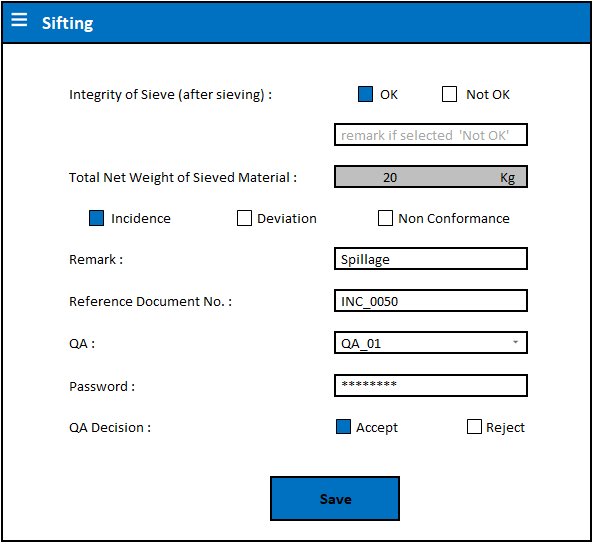 Sifting
Integrity of Sieve (after sieving) : OK Not OK
remark if selected 'Not OK'
Total Net Weight of Sieved Material : 20 Kg
Incidence Deviation Non Conformance
Remark : Spillage
Reference Document No. : INC_0050
QA : QA_01
Password : ********
QA Decision : Accept Reject
Save